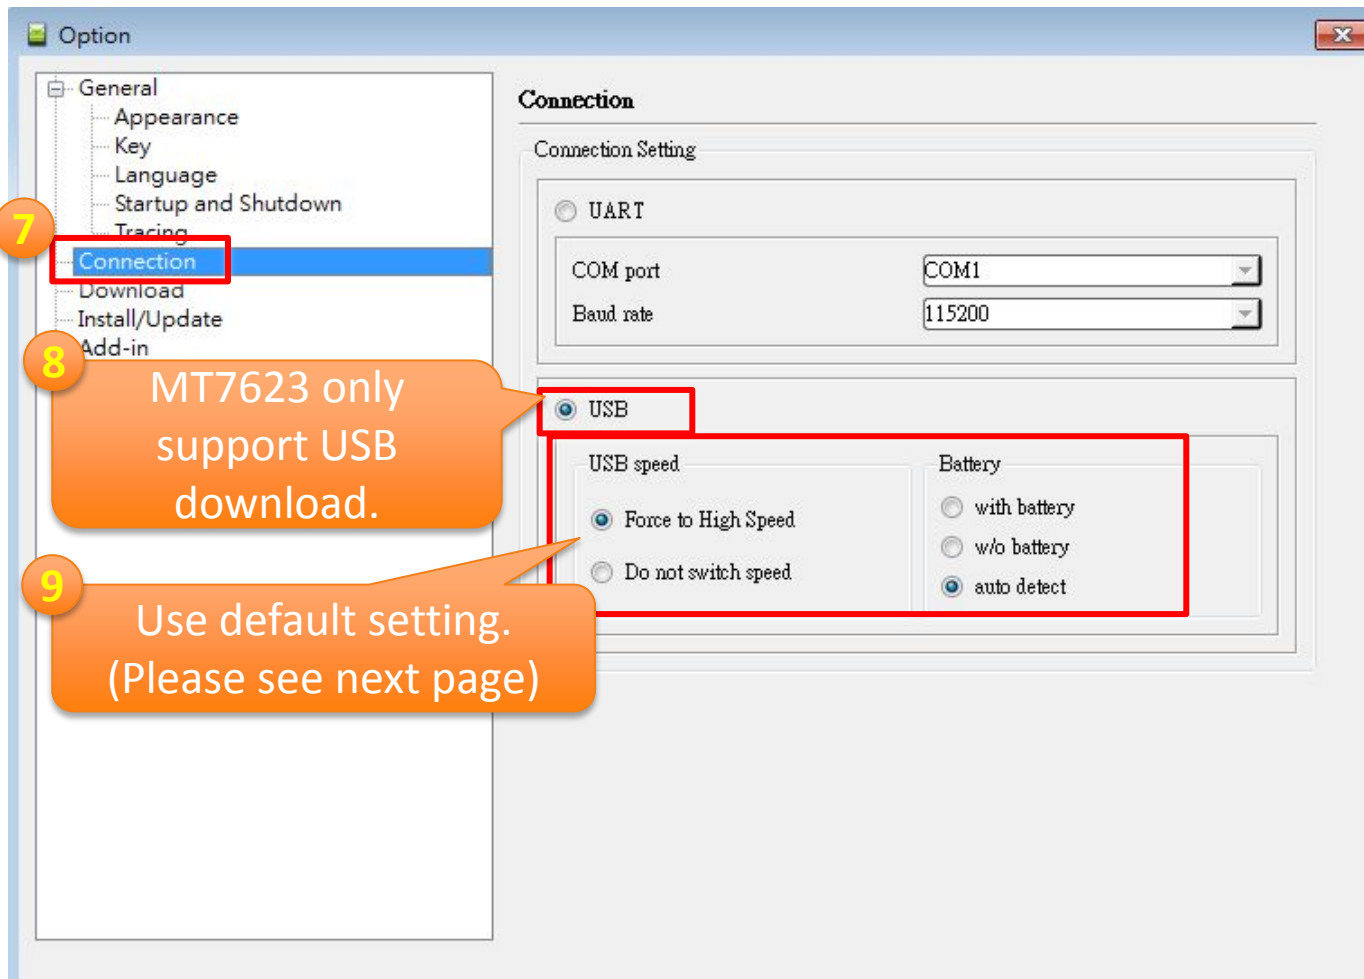 Option
General
Appearance
Key
Language
Startup and Shutdown
Tracing
7
Connection
Download
Install/Update
Add-in
8
MT7623 only
support USB
download.
9
Use default setting.
(Please see next page)
Connection
Connection Setting
UART
COM port COM1
Baud rate 115200
USB
USB speed
Force to High Speed
Do not switch speed
Battery
with battery
w/o battery
auto detect